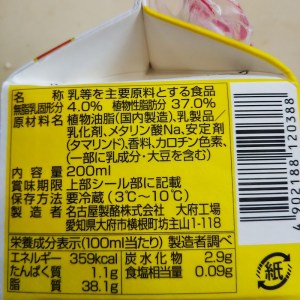 名 称 乳等を主要原料とする食品
無脂乳固形分 4.0% 植物性脂肪分 37.0%
原材料名 植物油脂(国内製造)、乳製品/
乳化剤、メタリン酸Na、安定剤
(タマリンド)、香料、カロチン色素、
(一部に乳成分・大豆を含む)
内容量 200ml
賞味期限 上部シール部に記載
保存方法 要冷蔵(3℃~10℃)
製造者 名古屋製酪株式会社 大府工場
愛知県大府市横根町坊主山1-118
栄養成分表示(100ml当たり) 製造者調べ
エネルギー 359kcal 炭水化物 2.9g
たんぱく質 1.1g 食塩相当量 0.09g
脂質 38.1g
紙
4902188120388